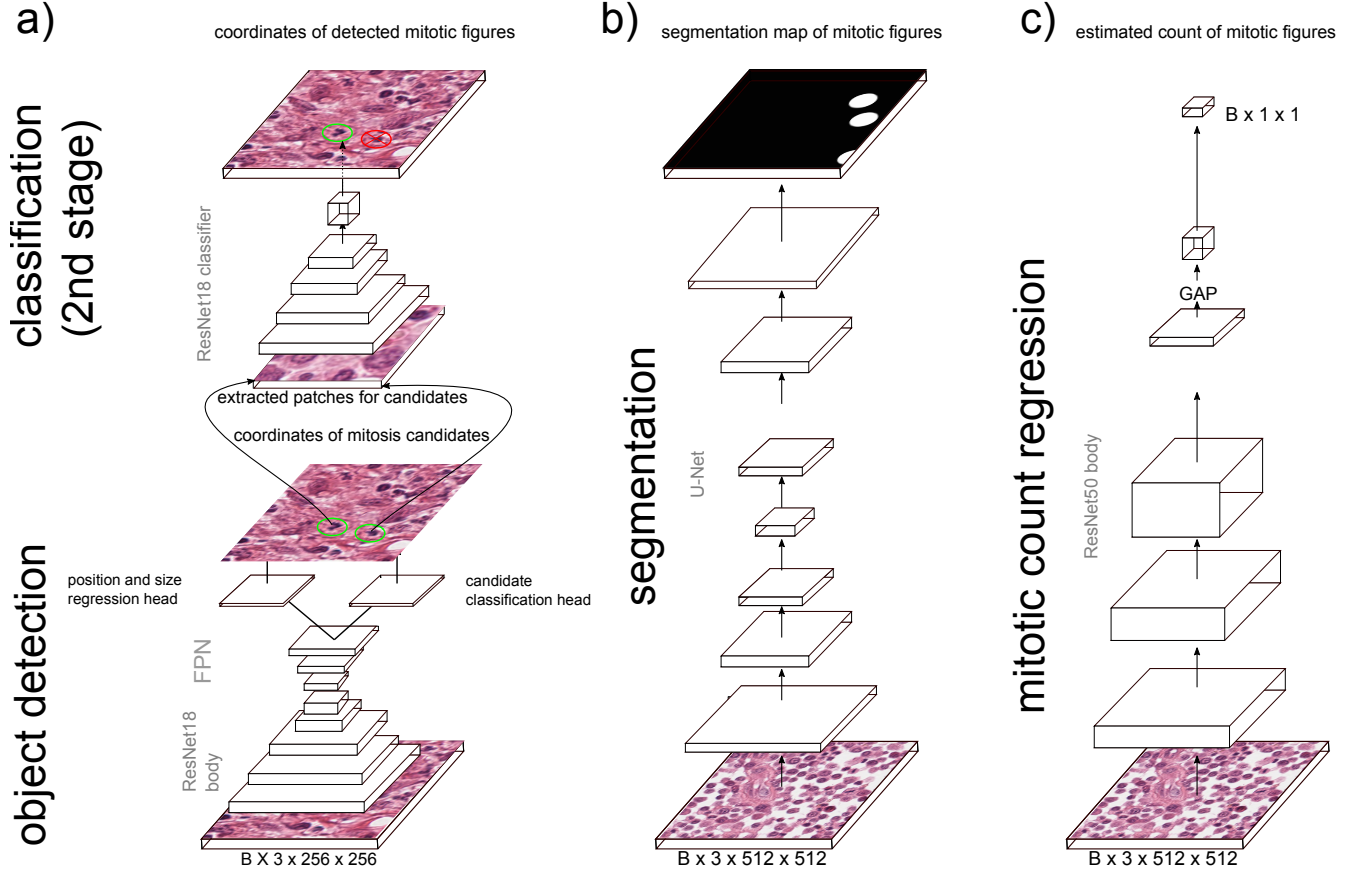 a)
coordinates of detected mitotic figures
classification
(2nd stage)
ResNet18 classifier
extracted patches for candidates
coordinates of mitosis candidates
object detection
position and size
regression head
candidate
classification head
FPN
ResNet18
body
B X 3 x 256 x 256
b)
segmentation map of mitotic figures
segmentation
U-Net
B x 3 x 512 x 512
c)
estimated count of mitotic figures
B x 1 x 1
GAP
mitotic count regression
ResNet50 body
B x 3 x 512 x 512